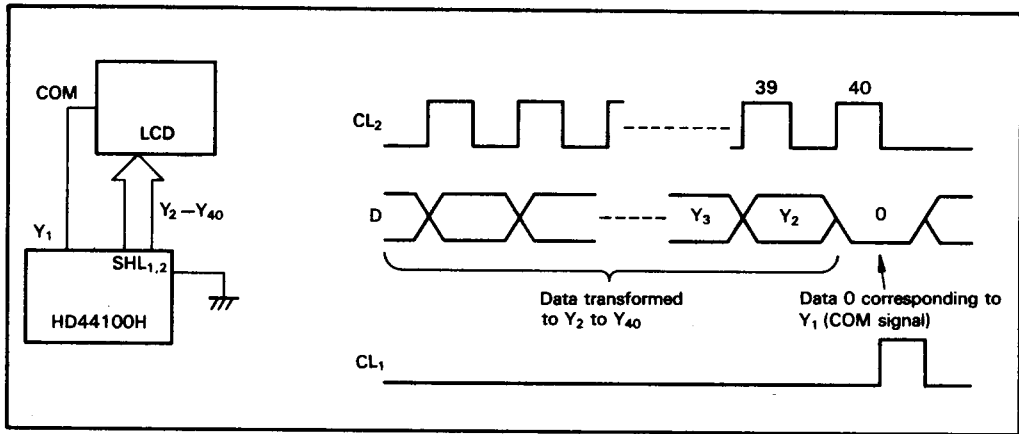 COM
LCD
Y₁
Y₂—Y₄₀
SHL₁,₂
HD44100H
39 40
CL₂
D
Y₃ Y₂ 0
Data transformed
to Y₂ to Y₄₀
Data 0 corresponding to
Y₁ (COM signal)
CL₁